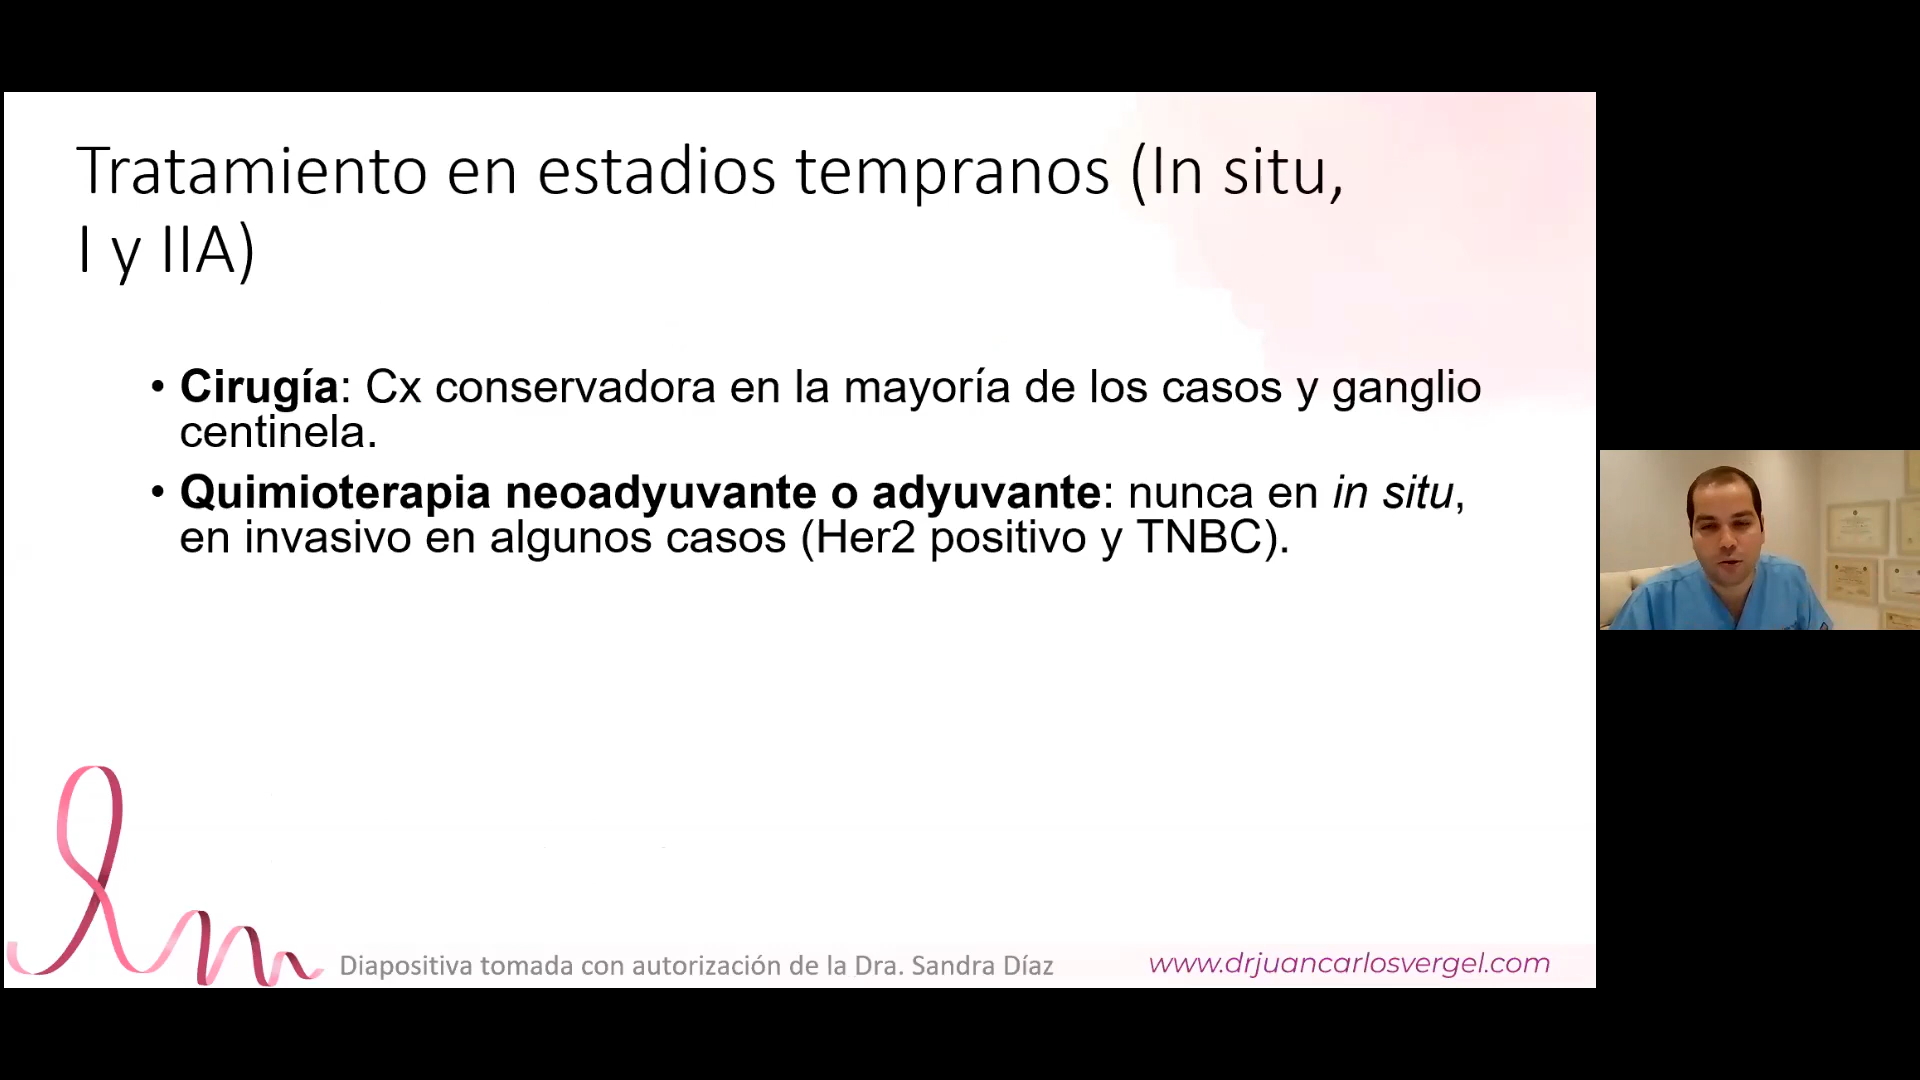 Tratamiento en estadios tempranos (In situ,
I y IIA)
• Cirugía: Cx conservadora en la mayoría de los casos y ganglio
centinela.
• Quimioterapia neoadyuvante o adyuvante: nunca en in situ,
en invasivo en algunos casos (Her2 positivo y TNBC).
Diapositiva tomada con autorización de la Dra. Sandra Díaz
www.drjuancarlosvergel.com